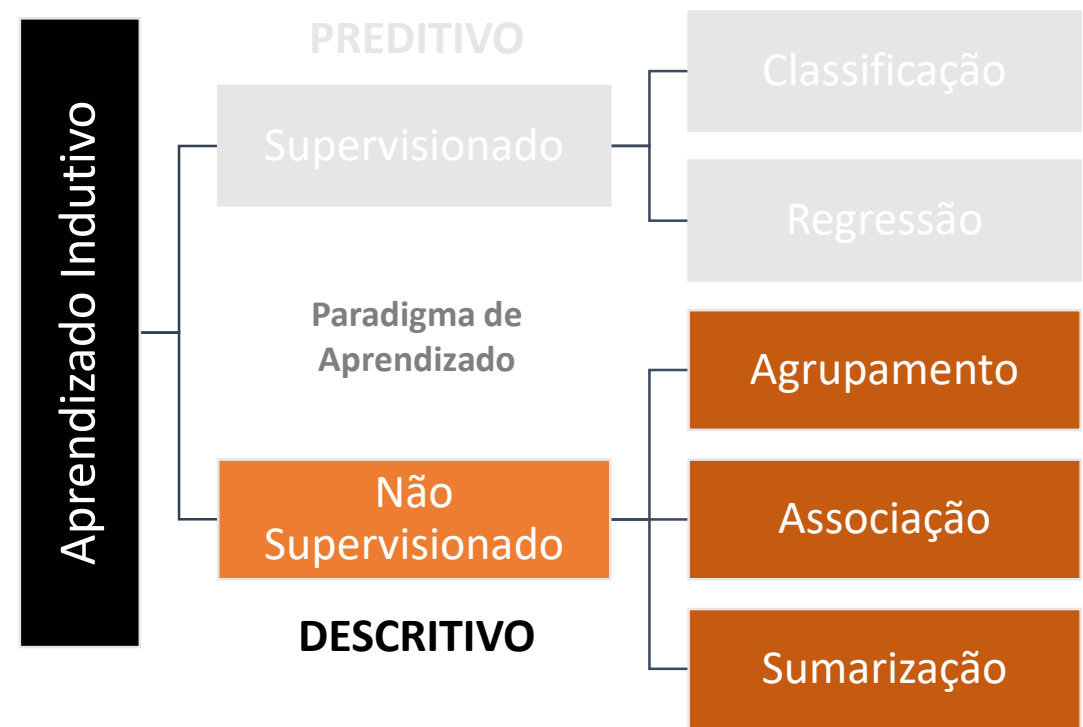 Aprendizado Indutivo
PREDITIVO
Supervisionado
Classificação
Regressão
Paradigma de
Aprendizado
Não
Supervisionado
DESCRITIVO
Agrupamento
Associação
Sumarização